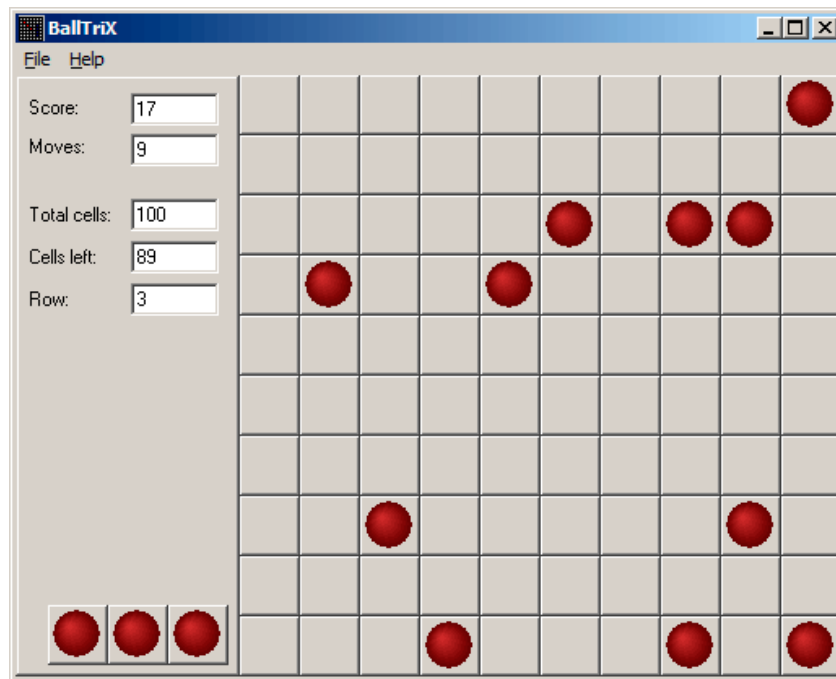 BallTriX
File Help
Score: 17
Moves: 9
Total cells: 100
Cells left: 89
Row: 3